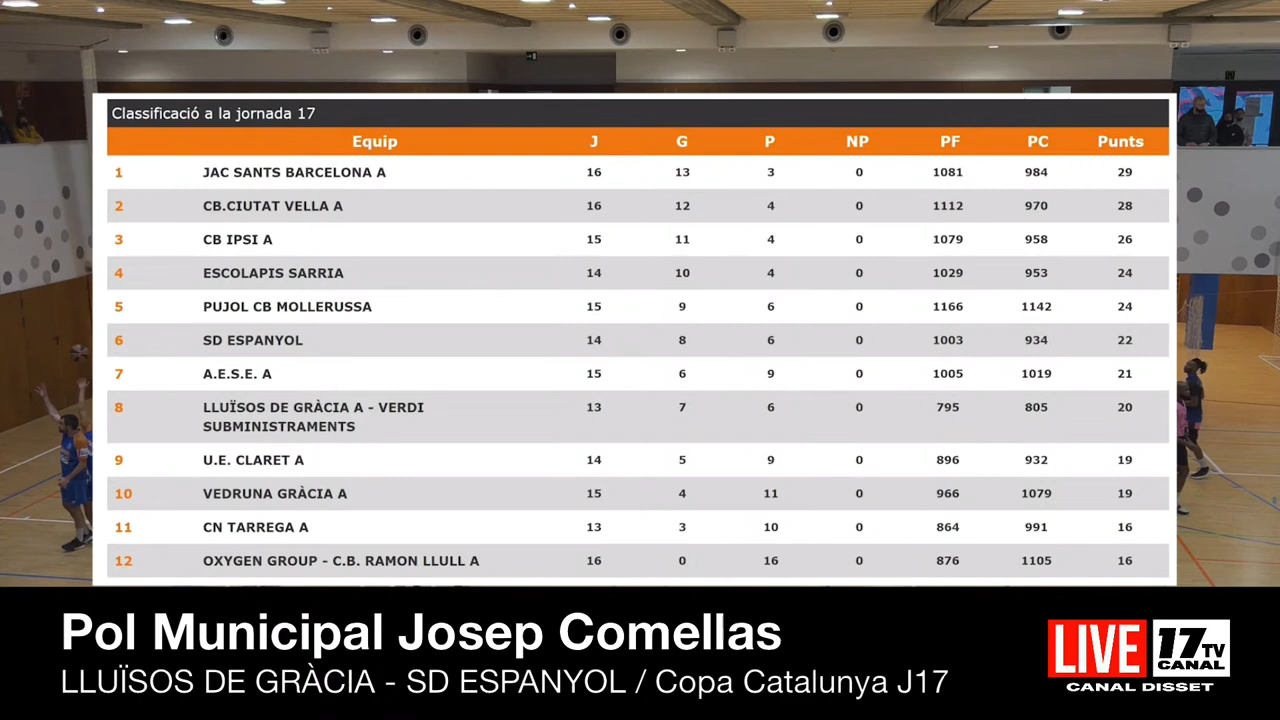 Classificació a la jornada 17
Equip J G P NP PF PC Punts
1 JAC SANTS BARCELONA A 16 13 3 0 1081 984 29
2 CB.CIUTAT VELLA A 16 12 4 0 1112 970 28
3 CB IPSI A 15 11 4 0 1079 958 26
4 ESCOLAPIS SARRIA 14 10 4 0 1029 953 24
5 PUJOL CB MOLLERUSSA 15 9 6 0 1166 1142 24
6 SD ESPANYOL 14 8 6 0 1003 934 22
7 A.E.S.E. A 15 6 9 0 1005 1019 21
8 LLUÏSOS DE GRÀCIA A - VERDI 13 7 6 0 795 805 20
SUBMINISTRAMENTS
9 U.E. CLARET A 14 5 9 0 896 932 19
10 VEDRUNA GRÀCIA A 15 4 11 0 966 1079 19
11 CN TARREGA A 13 3 10 0 864 991 16
12 OXYGEN GROUP - C.B. RAMON LLULL A 16 0 16 0 876 1105 16
Pol Municipal Josep Comellas
LLUÏSOS DE GRÀCIA - SD ESPANYOL / Copa Catalunya J17
LIVE 17 TV
CANAL
CANAL DISSET